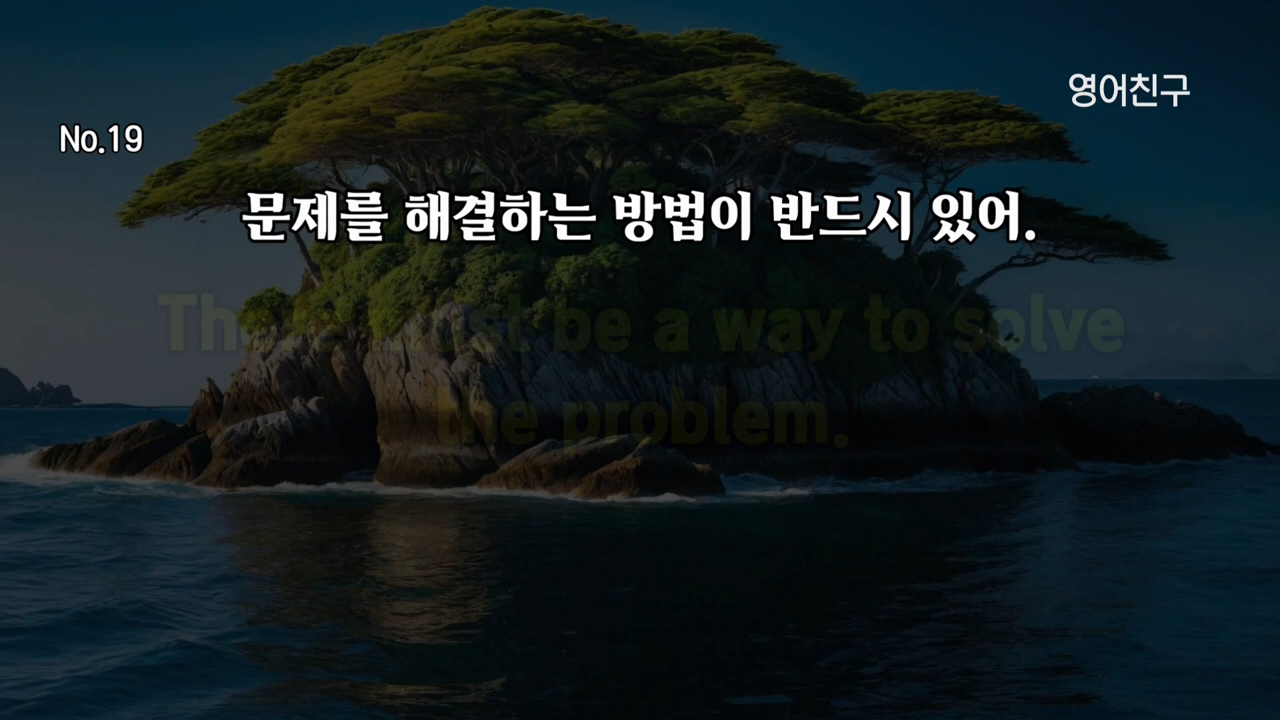 영어친구
No.19
문제를 해결하는 방법이 반드시 있어.
There must be a way to solve
the problem.